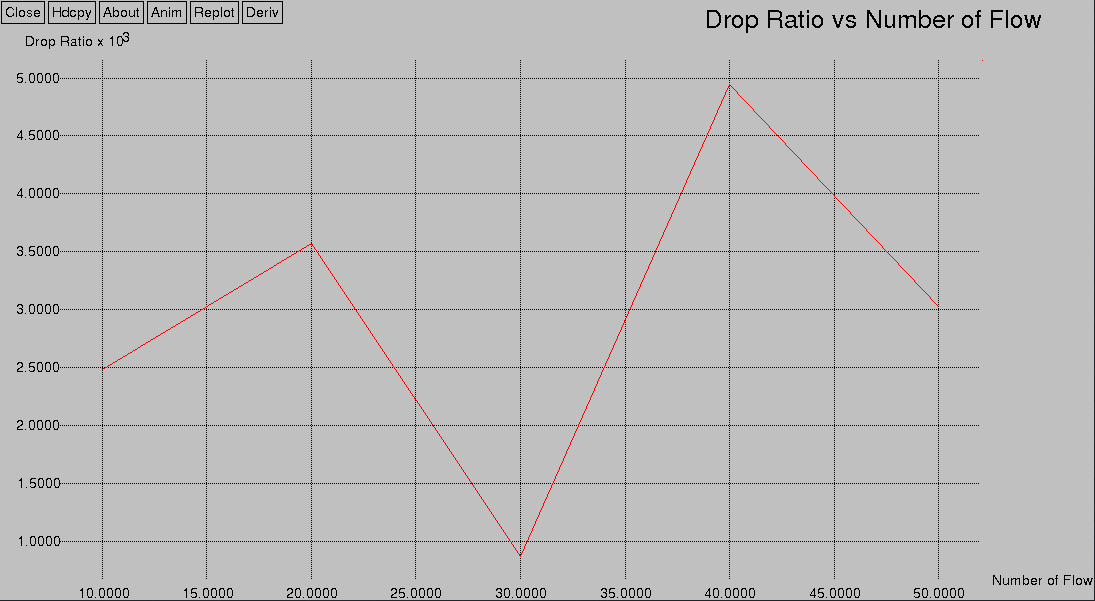 Close Hdcpy About Anim Replot Deriv
Drop Ratio vs Number of Flow
Drop Ratio x 10³
5.0000
4.5000
4.0000
3.5000
3.0000
2.5000
2.0000
1.5000
1.0000
Number of Flow
10.0000 15.0000 20.0000 25.0000 30.0000 35.0000 40.0000 45.0000 50.0000